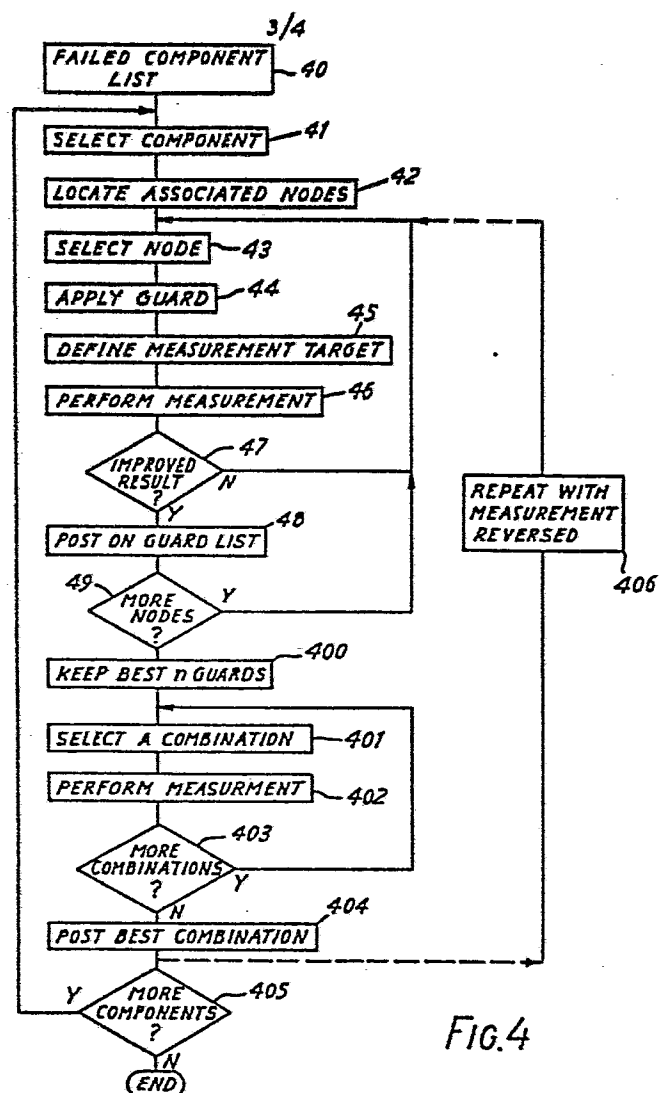 3/4
FAILED COMPONENT
LIST
40
SELECT COMPONENT
41
LOCATE ASSOCIATED NODES
42
SELECT NODE
43
APPLY GUARD
44
45
DEFINE MEASUREMENT TARGET
PERFORM MEASUREMENT
46
47
IMPROVED
RESULT
?
N
Y
POST ON GUARD LIST
48
49
MORE
NODES
?
Y
400
KEEP BEST n GUARDS
SELECT A COMBINATION
401
PERFORM MEASURMENT
402
403
MORE
COMBINATIONS
?
Y
N
404
POST BEST COMBINATION
Y
MORE
COMPONENTS
?
405
N
END
REPEAT WITH
MEASUREMENT
REVERSED
406
FIG.4